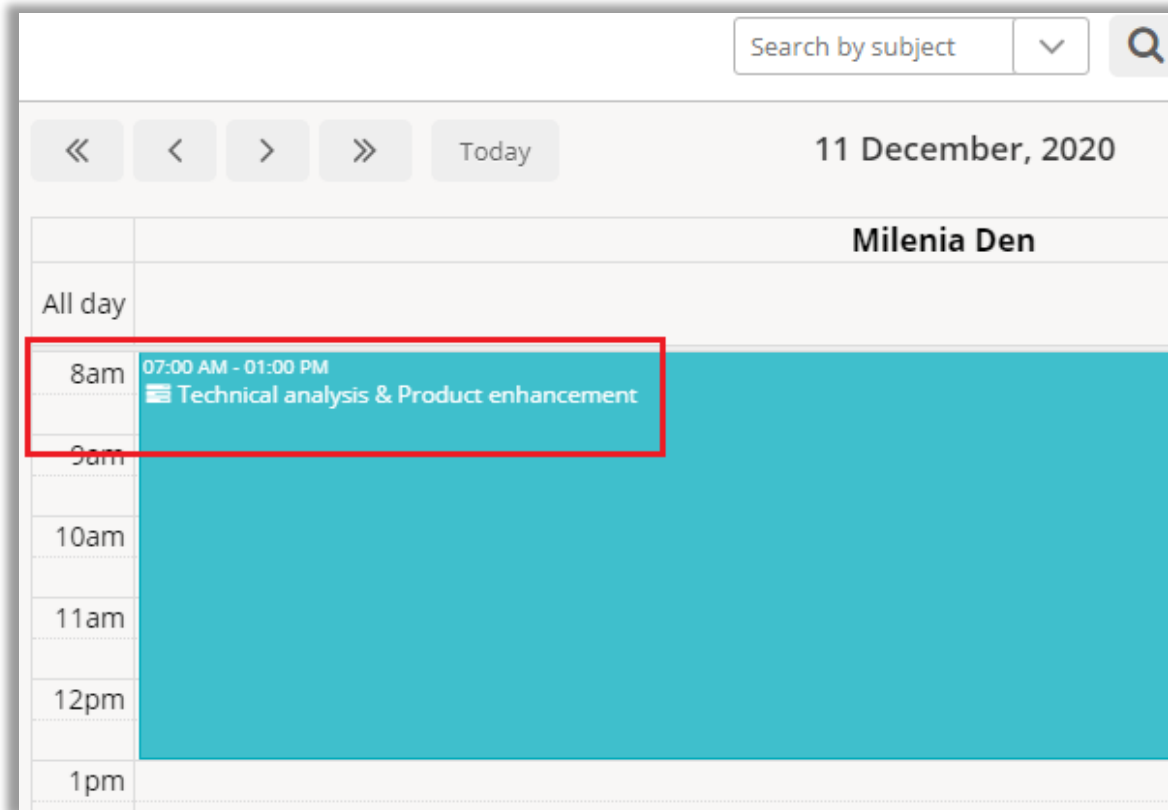 Search by subject
Today
11 December, 2020
Milenia Den
All day
8am
07:00 AM - 01:00 PM
Technical analysis & Product enhancement
9am
10am
11am
12pm
1pm